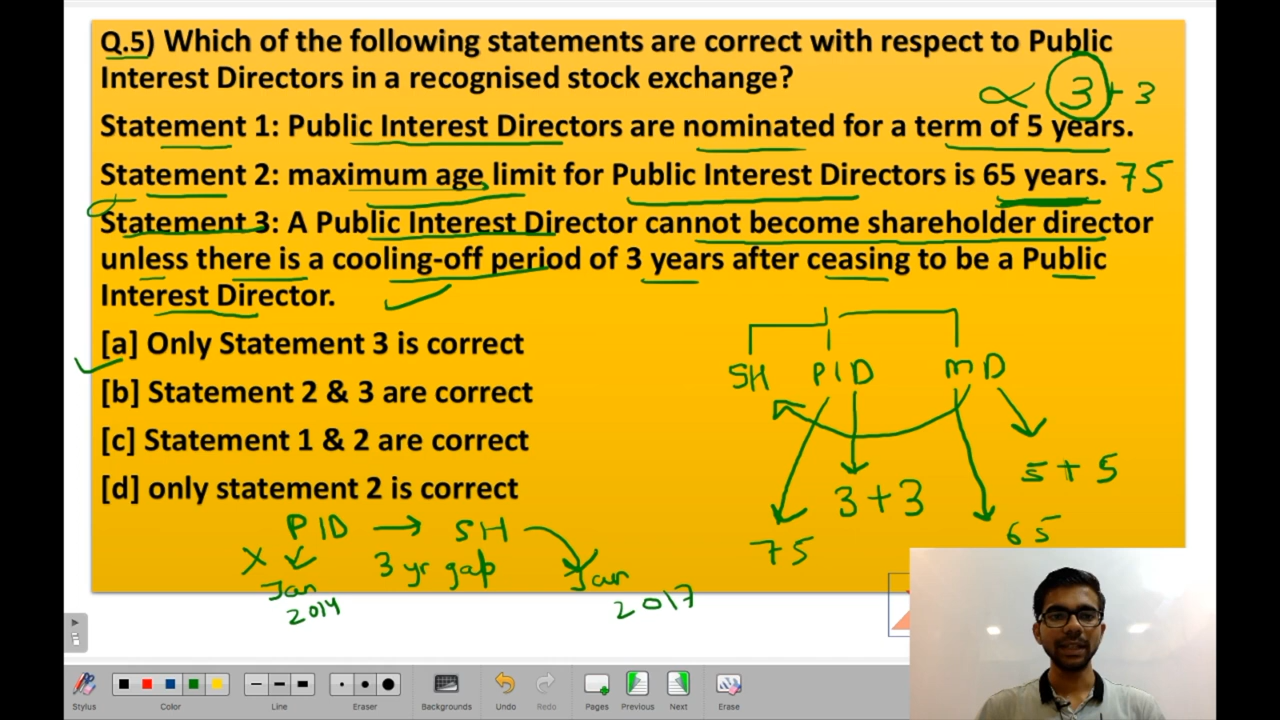 Q.5) Which of the following statements are correct with respect to Public
Interest Directors in a recognised stock exchange?
3 + 3
Statement 1: Public Interest Directors are nominated for a term of 5 years.
Statement 2: maximum age limit for Public Interest Directors is 65 years. 75
Statement 3: A Public Interest Director cannot become shareholder director
unless there is a cooling-off period of 3 years after ceasing to be a Public
Interest Director.
[a] Only Statement 3 is correct
[b] Statement 2 & 3 are correct
[c] Statement 1 & 2 are correct
[d] only statement 2 is correct
SH PID MD
5 + 5
3 + 3
75
65
PID → SH
X
3 yr gap
Jan
2014
Jan
2017
Stylus
Color
Line
Eraser
Backgrounds
Undo
Redo
Pages
Previous
Next
Erase